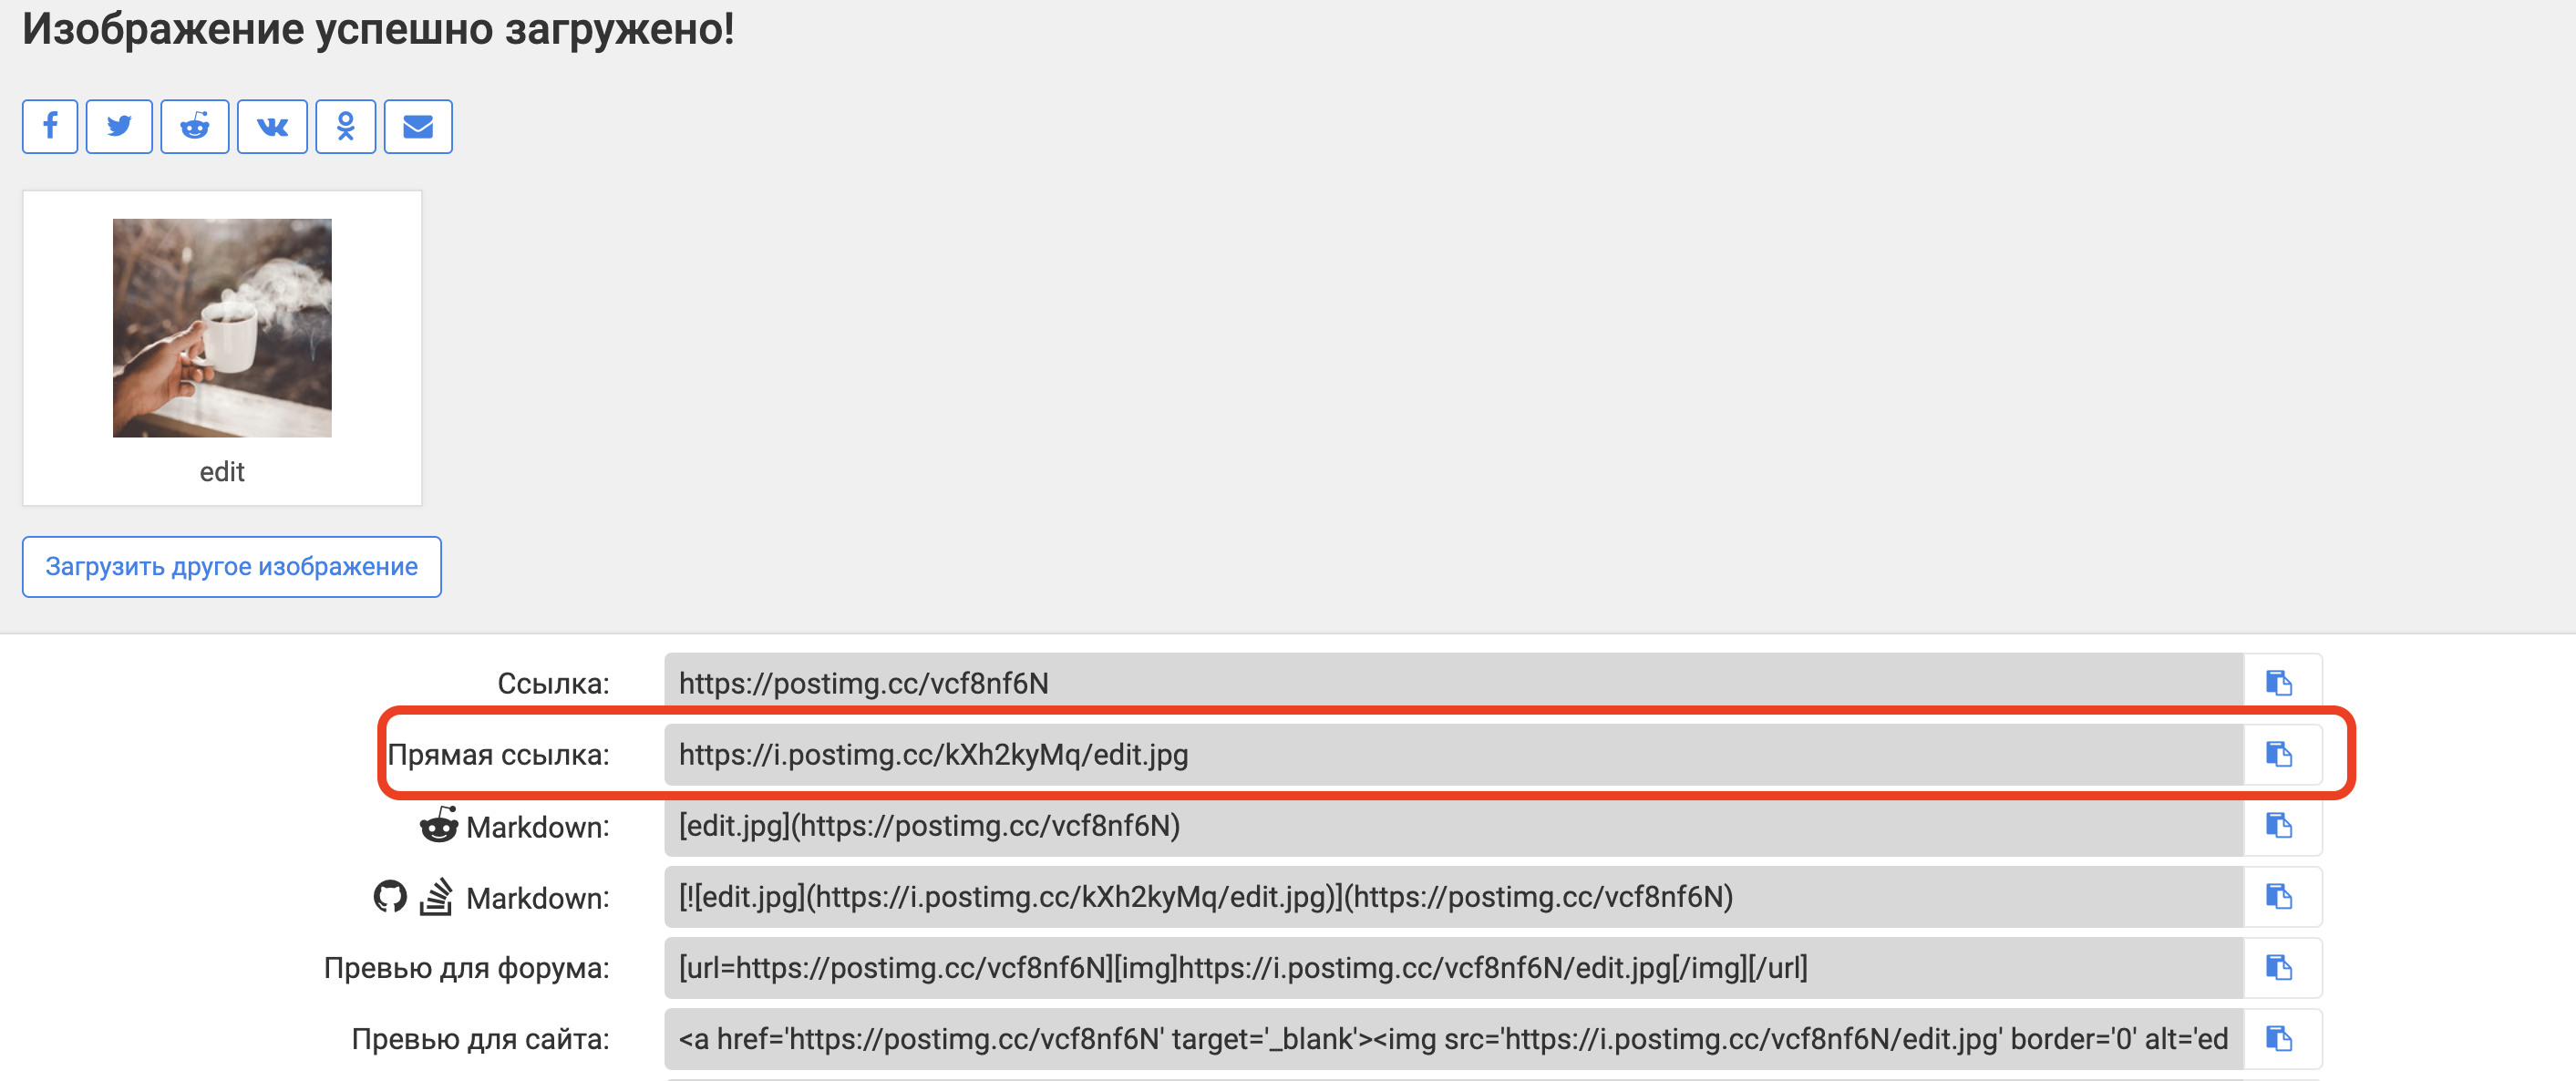 Изображение успешно загружено!
edit
Загрузить другое изображение
Ссылка: https://postimg.cc/vcf8nf6N
Прямая ссылка: https://i.postimg.cc/kXh2kyMq/edit.jpg
Markdown: [edit.jpg](https://postimg.cc/vcf8nf6N)
Markdown: [![edit.jpg](https://i.postimg.cc/kXh2kyMq/edit.jpg)](https://postimg.cc/vcf8nf6N)
Превью для форума: [url=https://postimg.cc/vcf8nf6N][img]https://i.postimg.cc/vcf8nf6N/edit.jpg[/img][/url]
Превью для сайта: <a href='https://postimg.cc/vcf8nf6N' target='_blank'><img src='https://i.postimg.cc/vcf8nf6N/edit.jpg' border='0' alt='ed